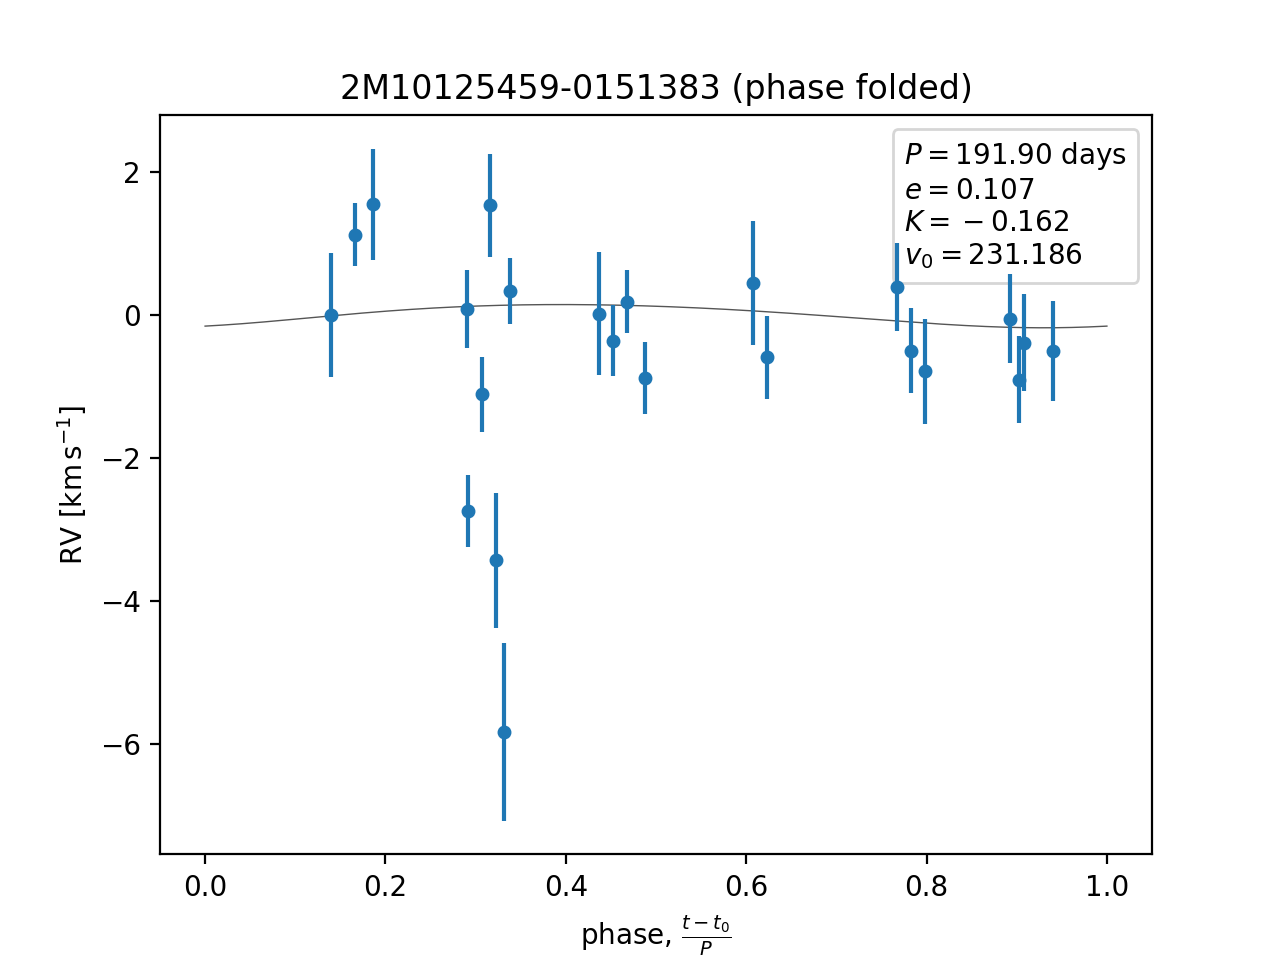 2M10125459-0151383 (phase folded)
P = 191.90 days
e = 0.107
K = −0.162
v₀ = 231.186
2
0
−2
−4
−6
RV [km s⁻¹]
0.0 0.2 0.4 0.6 0.8 1.0
phase, (t − t₀)/P